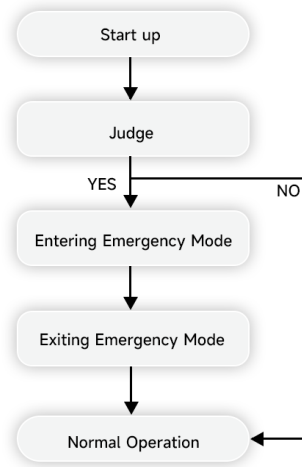 Start up
Judge
YES
NO
Entering Emergency Mode
Exiting Emergency Mode
Normal Operation